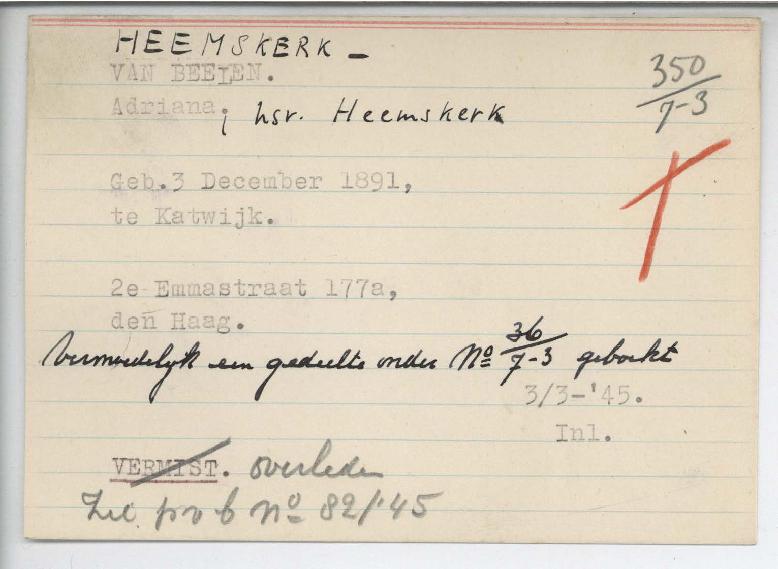 HEEMSKERK –
VAN BEELEN.
350
7-3
Adriana; hsr. Heemskerk
Geb. 3 December 1891,
te Katwijk.
2e Emmastraat 177a,
den Haag.
Vermoedelijk een gedeelte onder No 36/7-3 geboekt
3/3-'45.
Inl.
VERMIST. overleden
Zie pvb No 82/'45